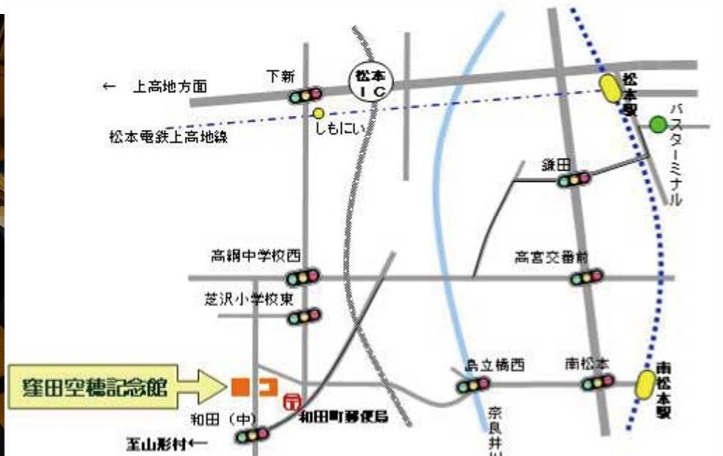 ← 上高地方面
下新
松本
IC
松本駅
バスターミナル
松本電鉄上高地線
しもにい
鎌田
高綱中学校西
高宮交番前
芝沢小学校東
窪田空穂記念館
島立橋西
南松本
南松本駅
和田(中)
和田町郵便局
奈良井川
至山形村←